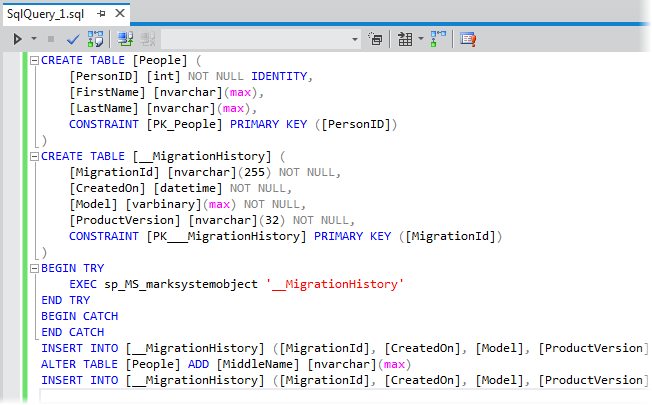 SqlQuery_1.sql
CREATE TABLE [People] (
    [PersonID] [int] NOT NULL IDENTITY,
    [FirstName] [nvarchar](max),
    [LastName] [nvarchar](max),
    CONSTRAINT [PK_People] PRIMARY KEY ([PersonID])
)
CREATE TABLE [__MigrationHistory] (
    [MigrationId] [nvarchar](255) NOT NULL,
    [CreatedOn] [datetime] NOT NULL,
    [Model] [varbinary](max) NOT NULL,
    [ProductVersion] [nvarchar](32) NOT NULL,
    CONSTRAINT [PK___MigrationHistory] PRIMARY KEY ([MigrationId])
)
BEGIN TRY
    EXEC sp_MS_marksystemobject '__MigrationHistory'
END TRY
BEGIN CATCH
END CATCH
INSERT INTO [__MigrationHistory] ([MigrationId], [CreatedOn], [Model], [ProductVersion]
ALTER TABLE [People] ADD [MiddleName] [nvarchar](max)
INSERT INTO [__MigrationHistory] ([MigrationId], [CreatedOn], [Model], [ProductVersion]